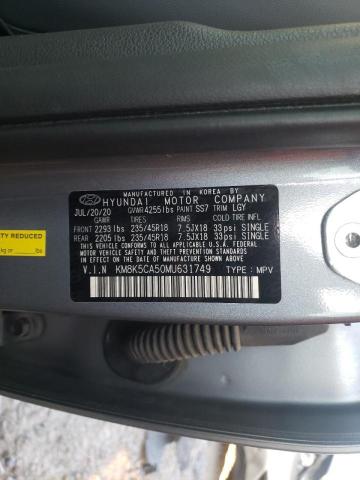 MANUFACTURED IN KOREA BY
HYUNDAI MOTOR COMPANY
JUL/20/20 GVWR 4255lbs PAINT SS7 TRIM LGY
GAWR TIRES RIMS COLD TIRE INFL
FRONT 2293 lbs 235/45R18 7.5JX18 33psi SINGLE
REAR 2205 lbs 235/45R18 7.5JX18 33psi SINGLE
THIS VEHICLE CONFORMS TO ALL APPLICABLE
FEDERAL MOTOR VEHICLE SAFETY, BUMPER, AND
THEFT PREVENTION STANDARDS IN EFFECT ON
THE DATE OF MANUFACTURE SHOWN ABOVE.
V.I.N KM8K5CA50MU631749 TYPE : MPV
TY REDUCED
kg or lbs